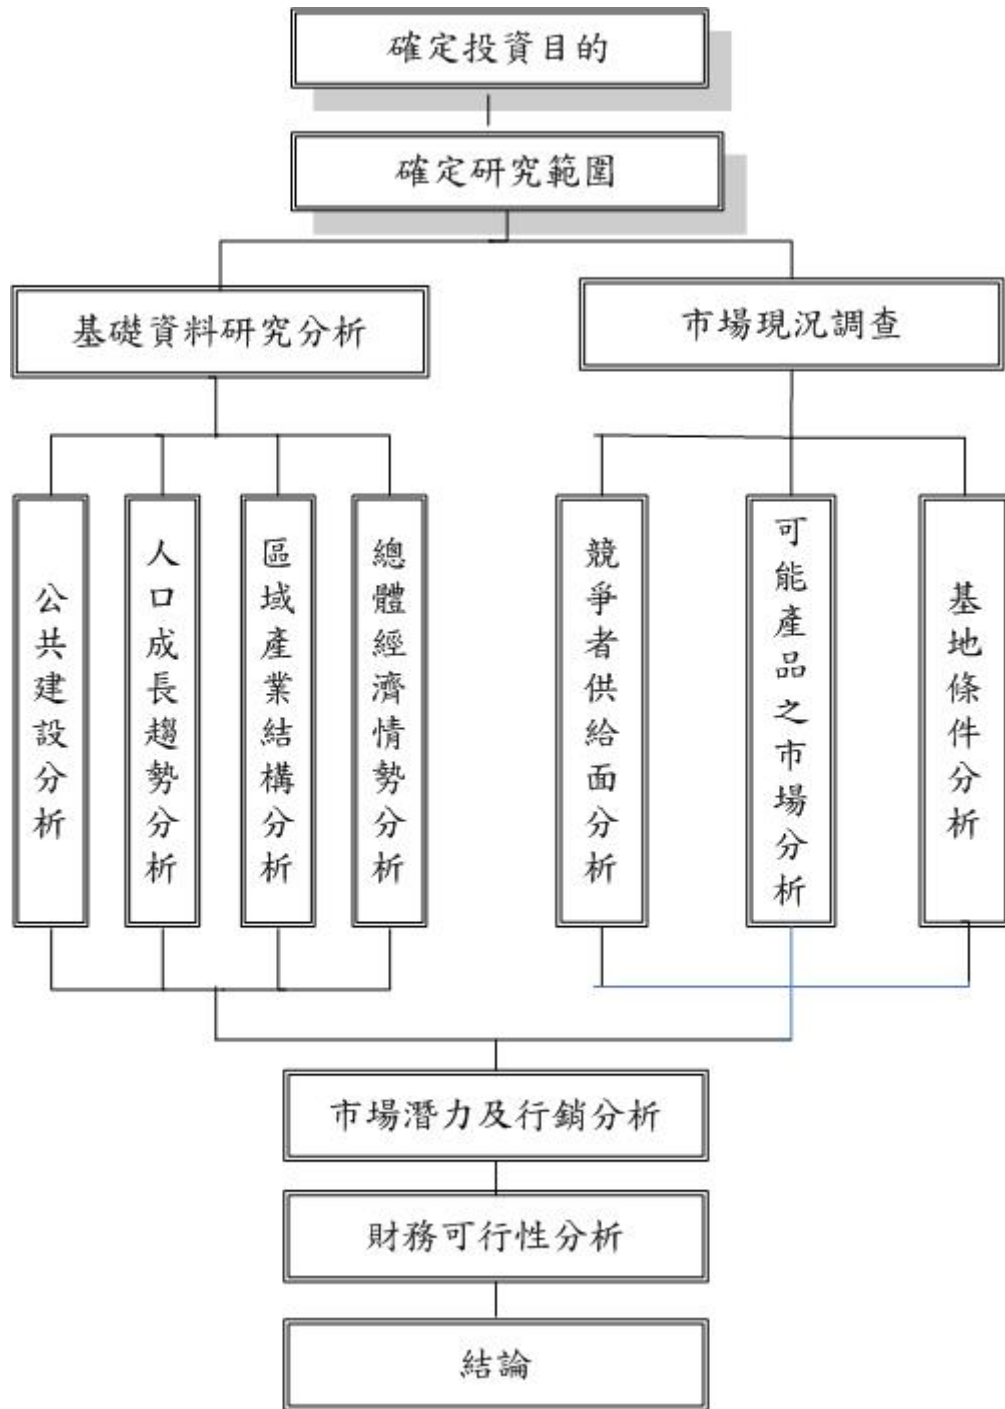 確定投資目的
確定研究範圍
基礎資料研究分析
市場現況調查
公共建設分析
人口成長趨勢分析
區域產業結構分析
總體經濟情勢分析
競爭者供給面分析
可能產品之市場分析
基地條件分析
市場潛力及行銷分析
財務可行性分析
結論